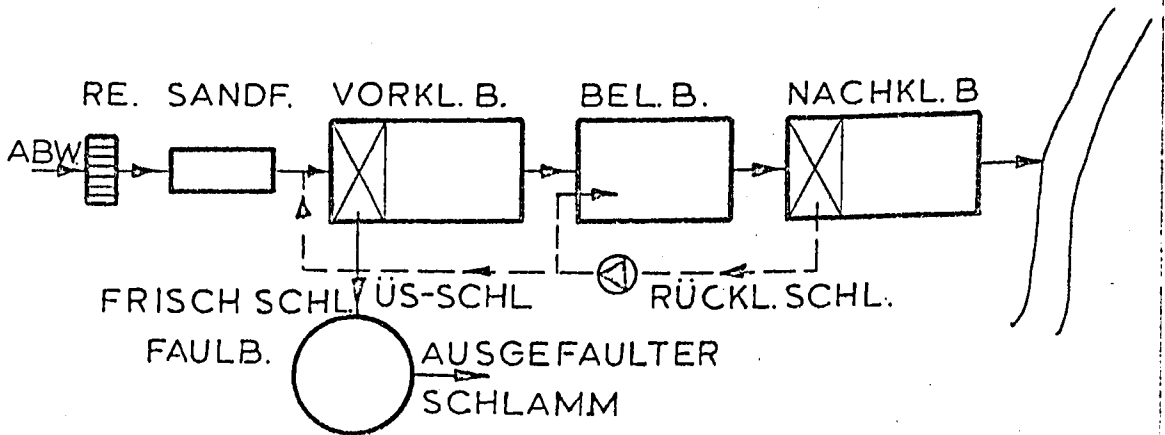 RE. SANDF. VORKL. B. BEL. B. NACHKL. B
ABW.
FRISCH SCHL. ÜS-SCHL RÜCKL. SCHL.
FAULB. AUSGEFAULTER
SCHLAMM